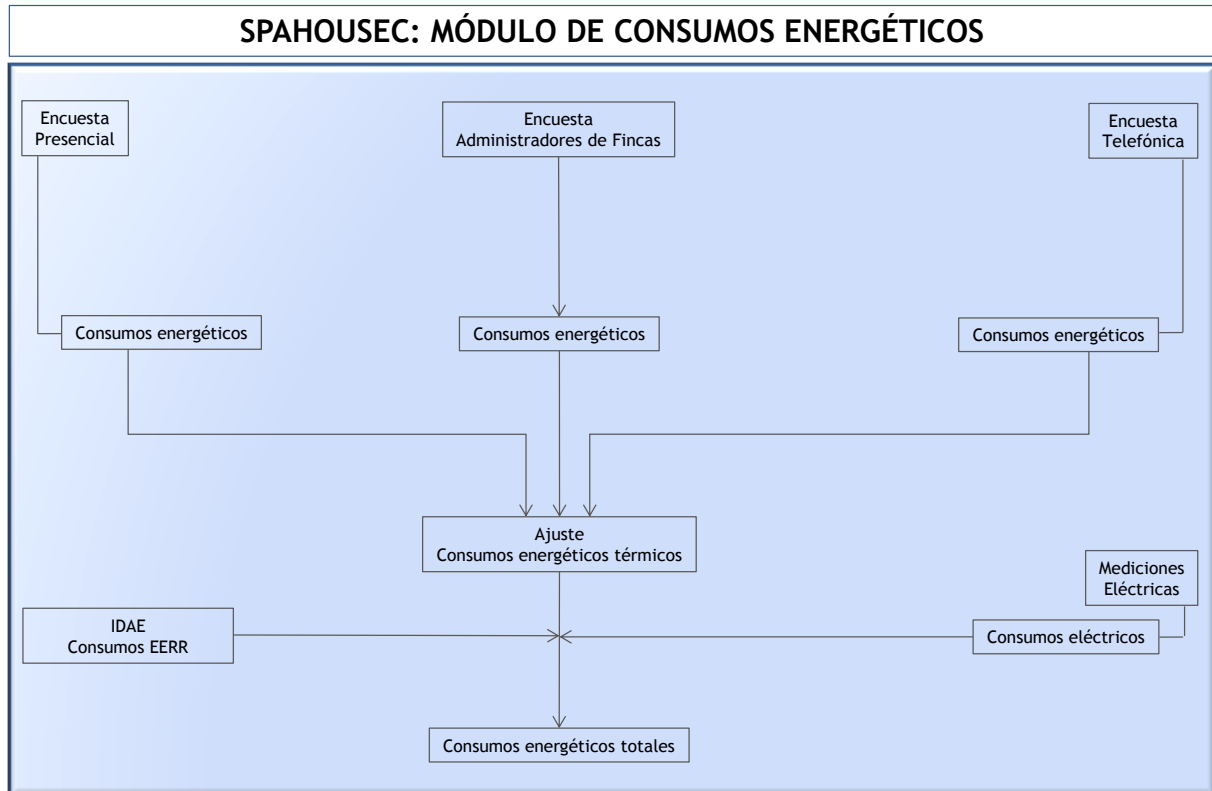 SPAHOUSEC: MÓDULO DE CONSUMOS ENERGÉTICOS
Encuesta
Presencial
Encuesta
Administradores de Fincas
Encuesta
Telefónica
Consumos energéticos
Consumos energéticos
Consumos energéticos
Ajuste
Consumos energéticos térmicos
Mediciones
Eléctricas
IDAE
Consumos EERR
Consumos eléctricos
Consumos energéticos totales